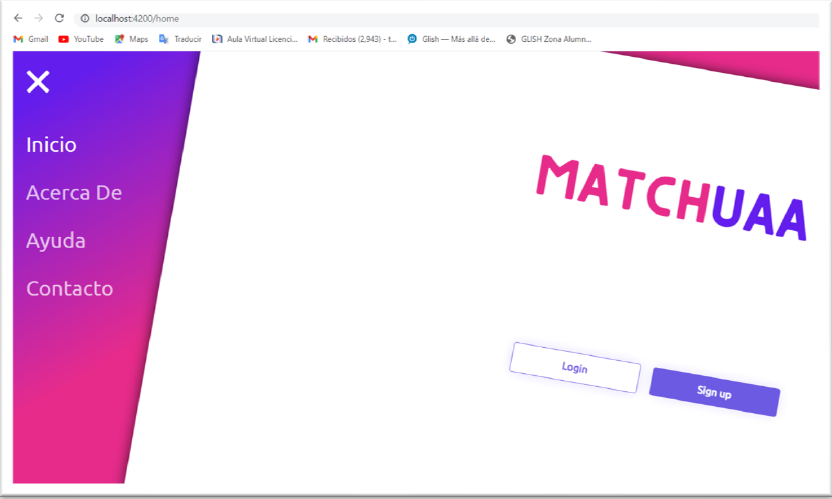 localhost:4200/home
Gmail YouTube Maps Traducir Aula Virtual Licenci... Recibidos (2,943) - t... Glish — Más allá de... GLISH Zona Alumn...
Inicio
Acerca De
Ayuda
Contacto
MATCHUAA
Login
Sign up